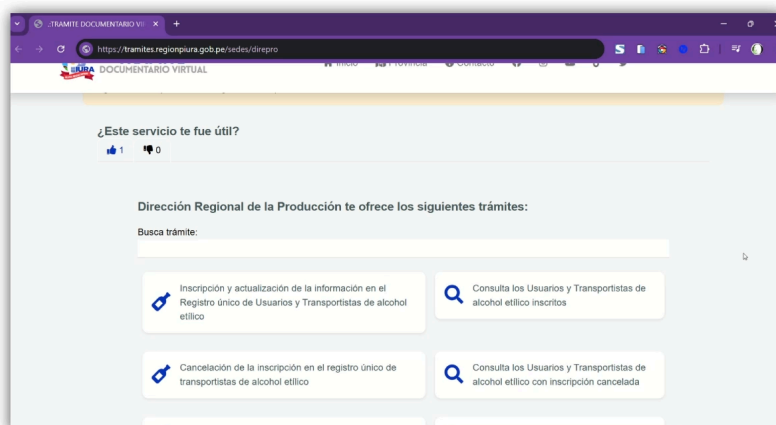 .:TRAMITE DOCUMENTARIO VI
https://tramites.regionpiura.gob.pe/sedes/direpro
PIURA DOCUMENTARIO VIRTUAL
Inicio Provincia Contacto
¿Este servicio te fue útil?
1 0
Dirección Regional de la Producción te ofrece los siguientes trámites:
Busca trámite:
Inscripción y actualización de la información en el
Registro único de Usuarios y Transportistas de alcohol
etílico
Consulta los Usuarios y Transportistas de
alcohol etílico inscritos
Cancelación de la inscripción en el registro único de
transportistas de alcohol etílico
Consulta los Usuarios y Transportistas de
alcohol etílico con inscripción cancelada